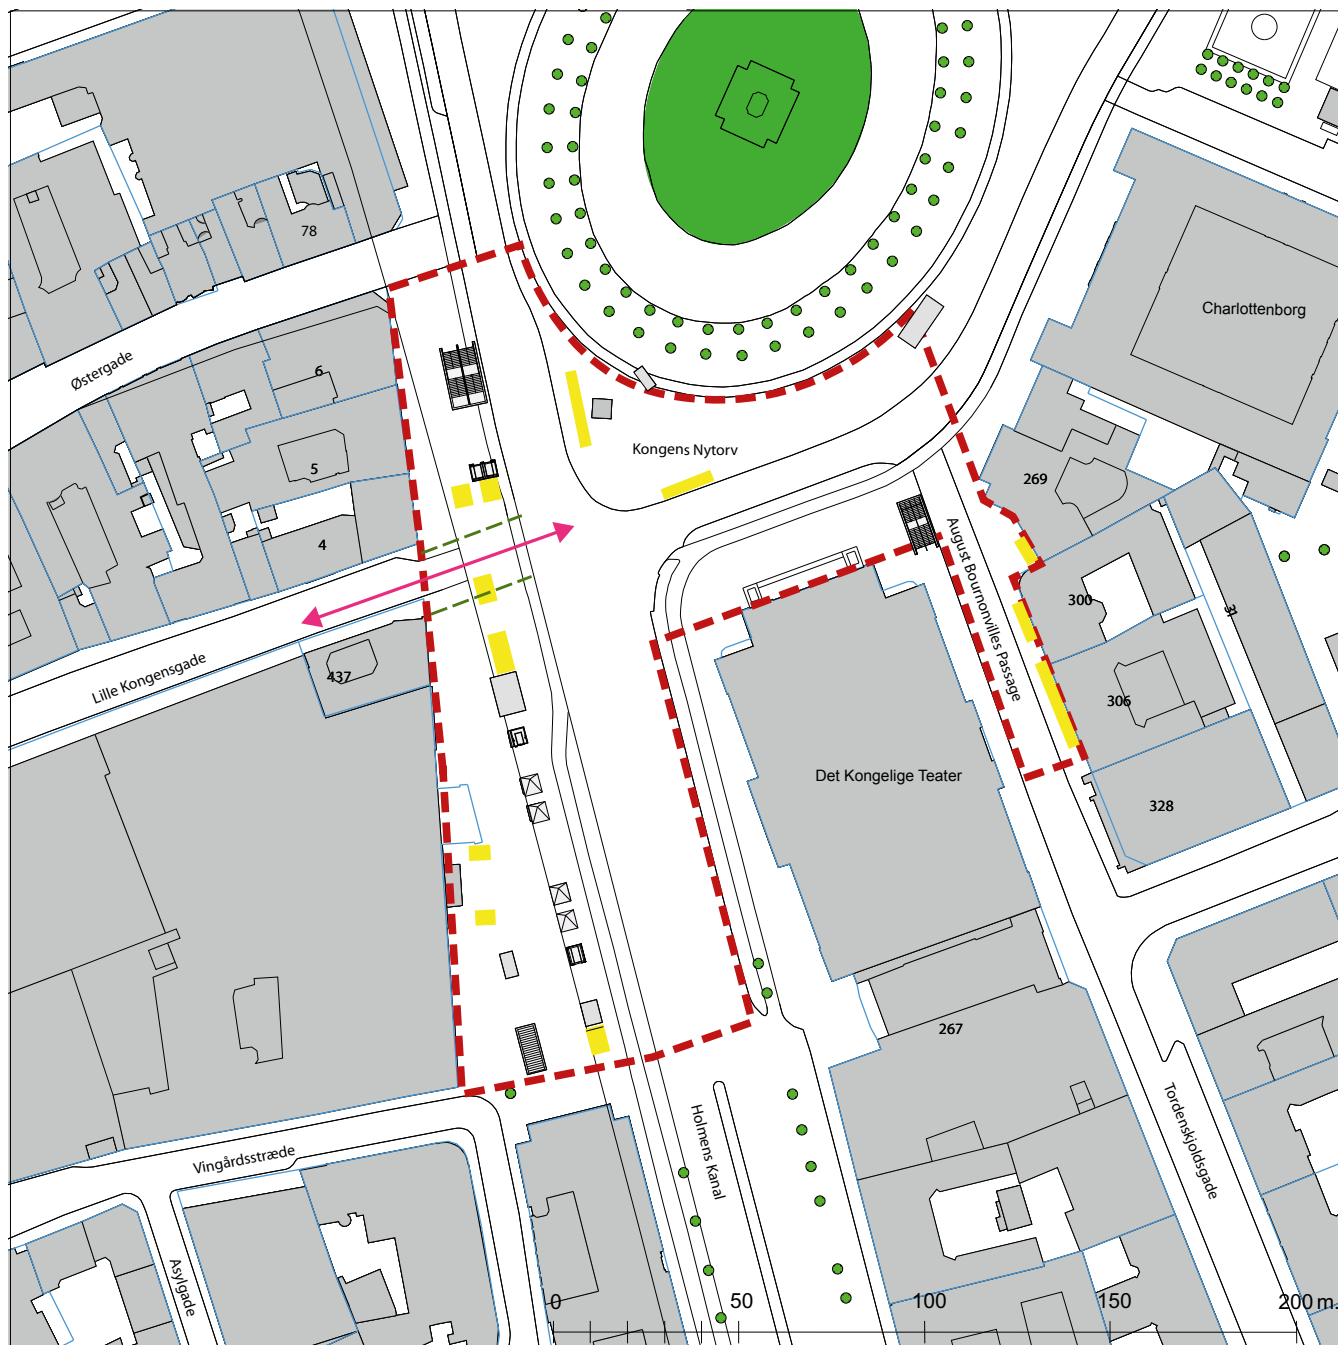 78
Østergade
Charlottenborg
6
Kongens Nytorv
5
269
4
August Bournonvilles Passage
300
31
Lille Kongensgade
437
306
Det Kongelige Teater
328
267
Holmens Kanal
Tordenskjoldsgade
Vingårdsstræde
Asylgade
0 50 100 150 200 m.